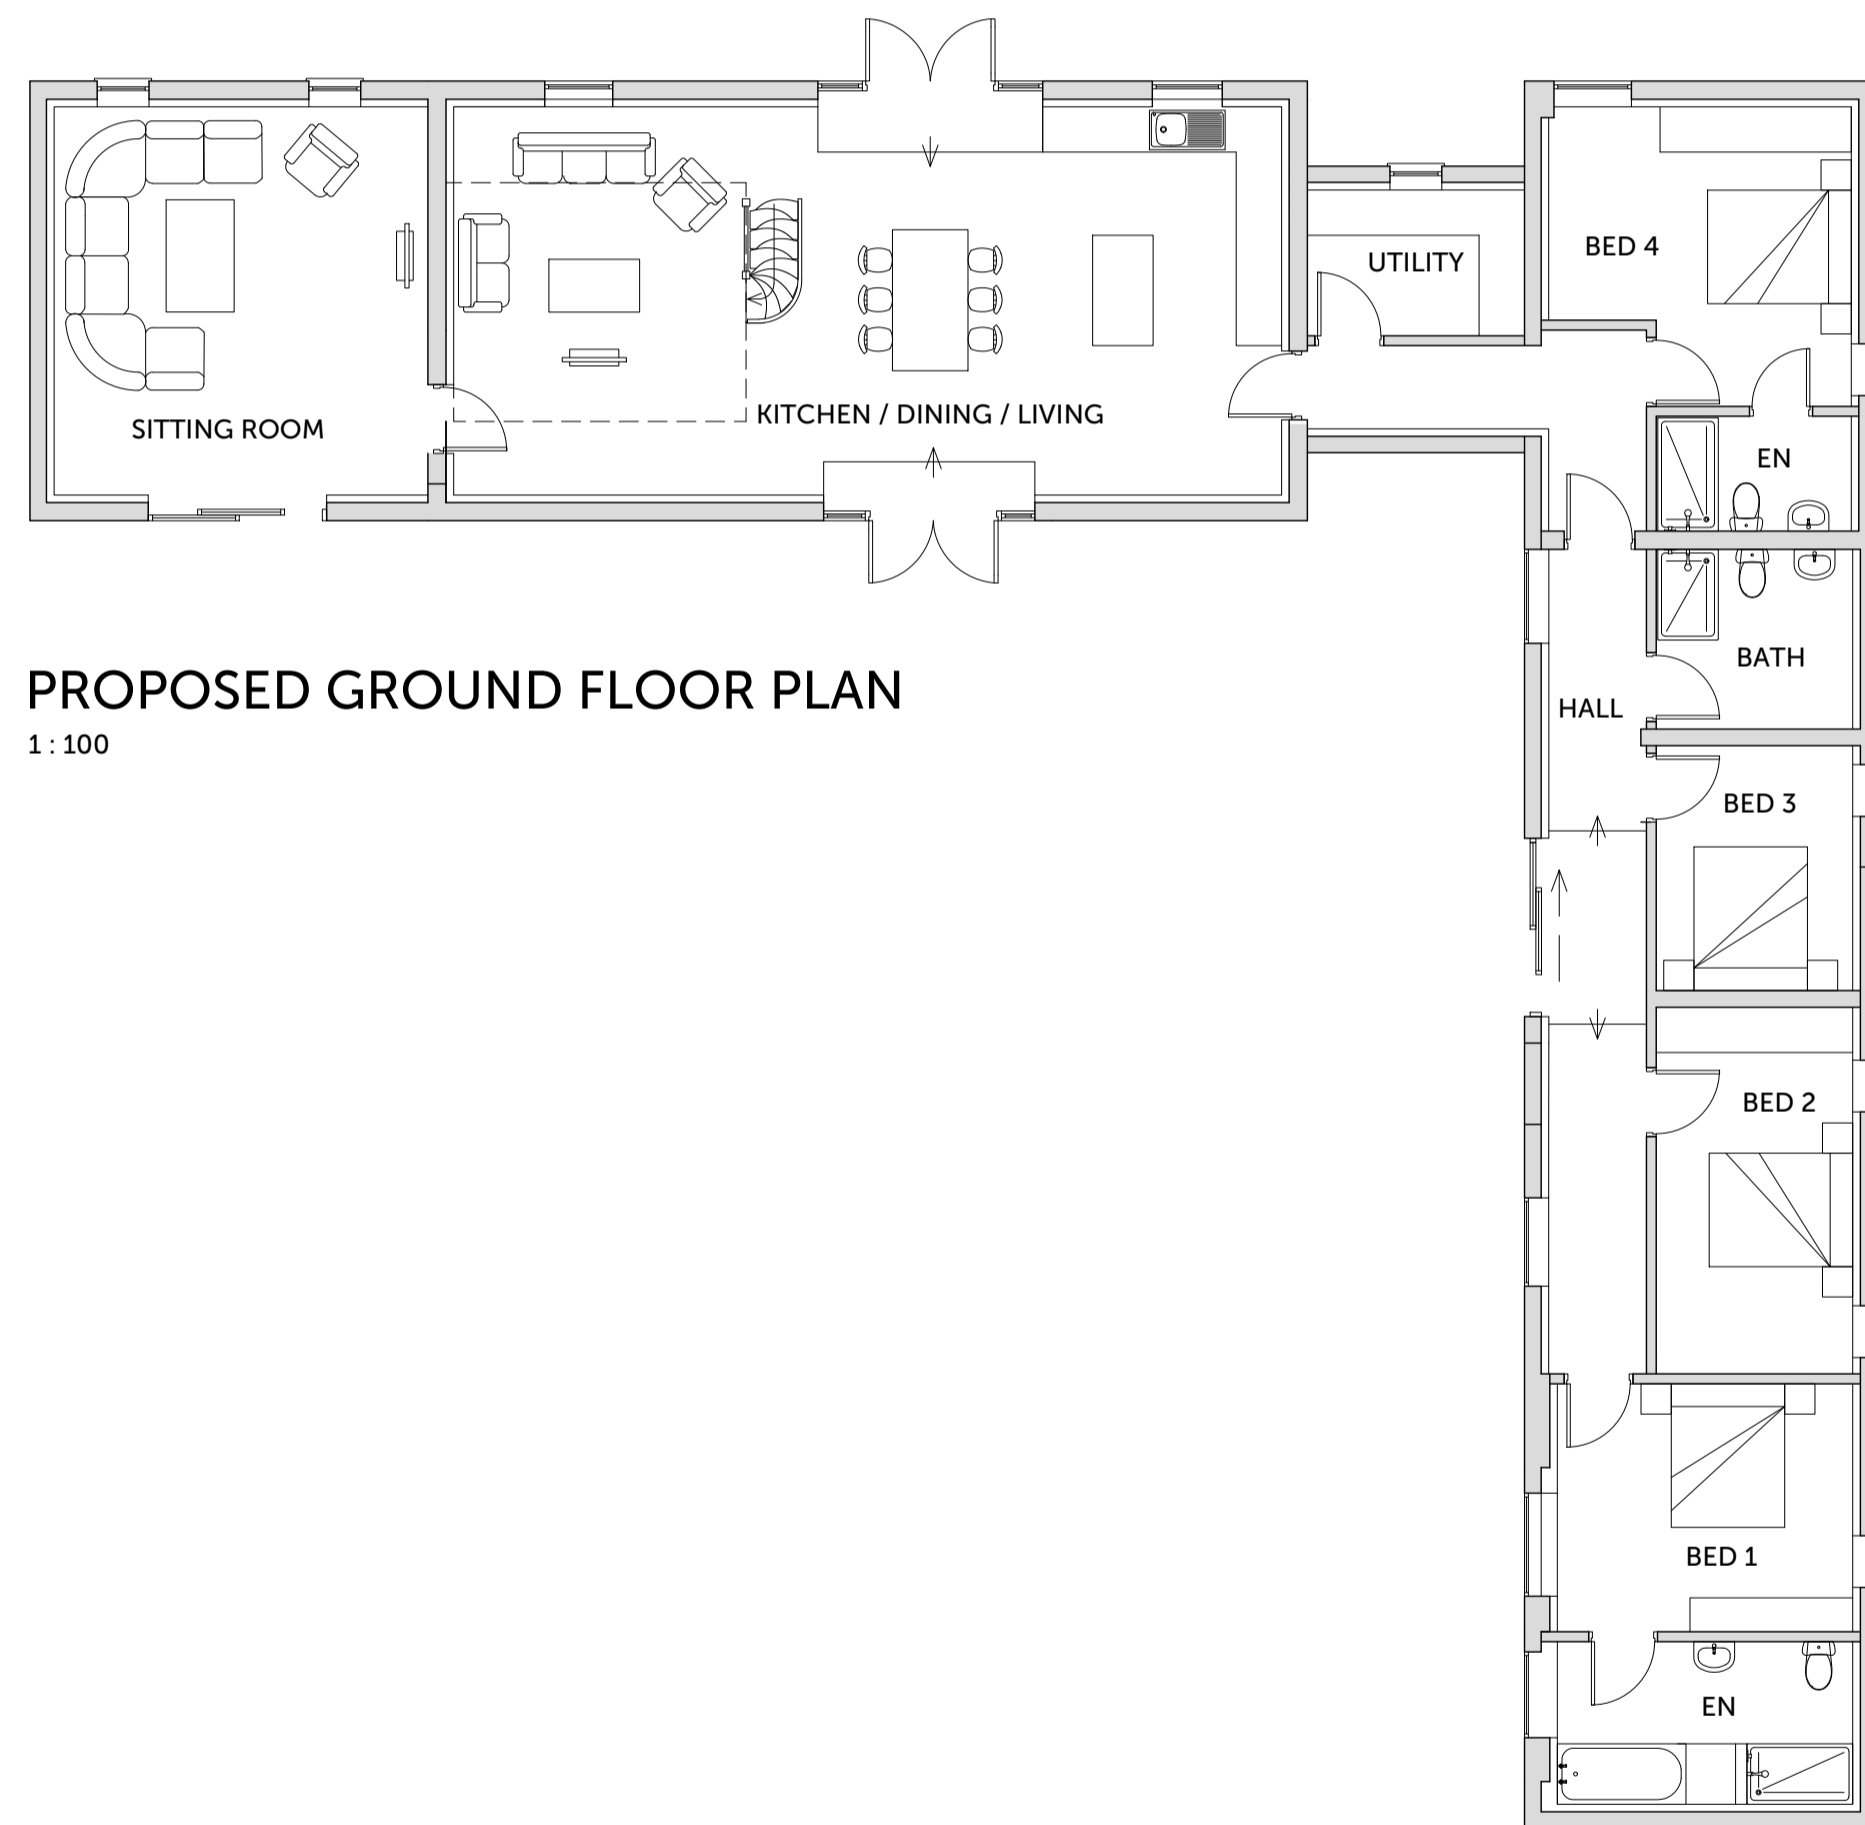 UTILITY
BED 4
SITTING ROOM
KITCHEN / DINING / LIVING
EN
BATH
PROPOSED GROUND FLOOR PLAN
1 : 100
HALL
BED 3
BED 2
BED 1
EN